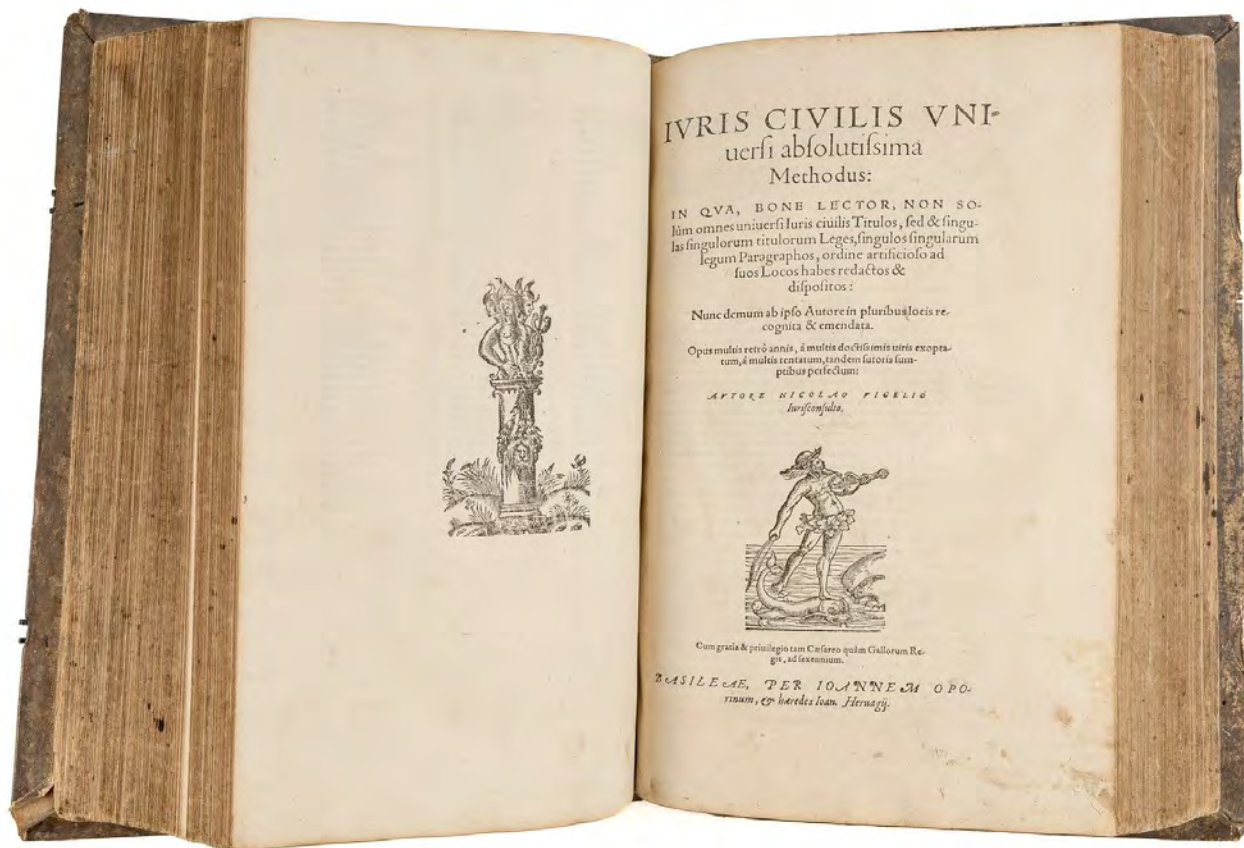 IVRIS CIVILIS VNI-
uersi absolutissima
Methodus:
IN QVA, BONE LECTOR, NON SO-
lùm omnes uniuersi Iuris ciuilis Titulos, sed & singu-
las singulorum titulorum Leges, singulos singularum
legum Paragraphos, ordine artificioso ad
suos Locos habes redactos &
dispositos:
Nunc demum ab ipso Autore in pluribus locis re-
cognita & emendata.
Opus multis retrò annis, à multis doctissimis uiris exopta-
tum, à multis tentatum, tandem sutoris sum-
ptibus perfectum:
AVTORE NICOLAO VIGELIO
Iurisconsulto.
Cum gratia & priuilegio tam Cæsareo quàm Gallorum Re-
gis, ad sexennium.
BASILEAE, PER IOANNEM OPO-
rinum, & hæredes Ioan. Heruagij.